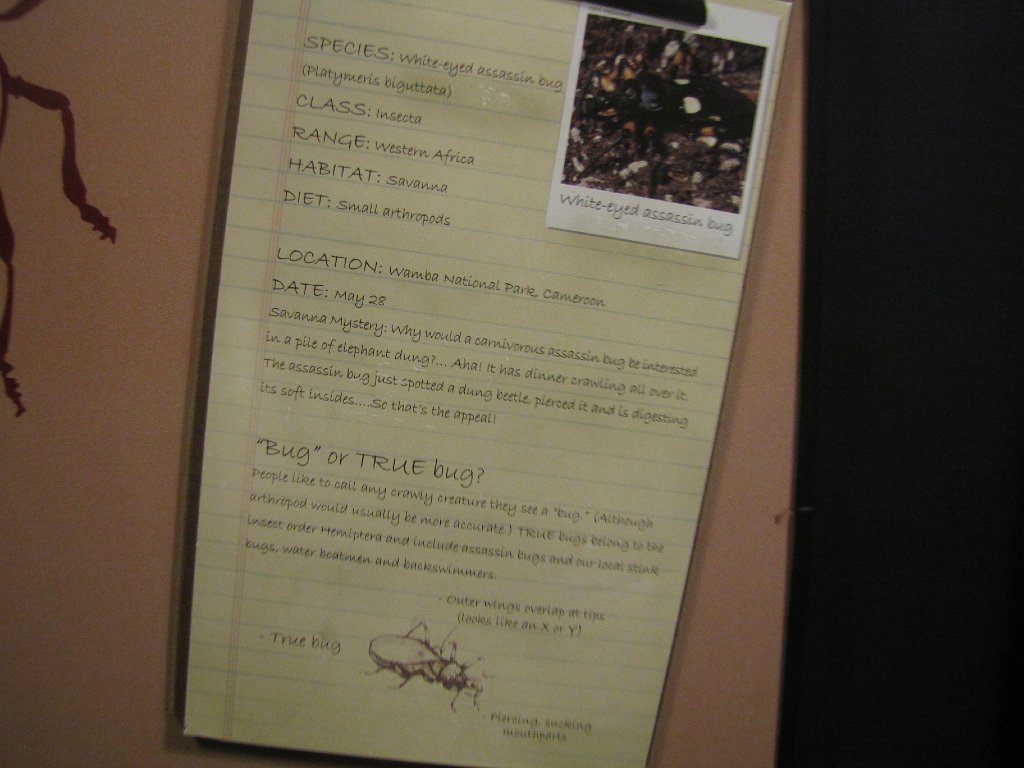 SPECIES: White-eyed assassin bug
(Platymeris biguttata)
CLASS: Insecta
RANGE: Western Africa
HABITAT: Savanna
DIET: Small arthropods
White-eyed assassin bug
LOCATION: Wamba National Park, Cameroon
DATE: May 28
Savanna Mystery: Why would a carnivorous assassin bug be interested
in a pile of elephant dung?... Aha! It has dinner crawling all over it.
The assassin bug just spotted a dung beetle, pierced it and is digesting
its soft insides.....So that's the appeal!
"Bug" or TRUE bug?
People like to call any crawly creature they see a "bug." (Although
arthropod would usually be more accurate.) TRUE bugs belong to the
insect order Hemiptera and include assassin bugs and our local stink
bugs, water boatmen and backswimmers.
- Outer wings overlap at tips
(looks like an X or Y)
- True bug
- Piercing, sucking
mouthparts